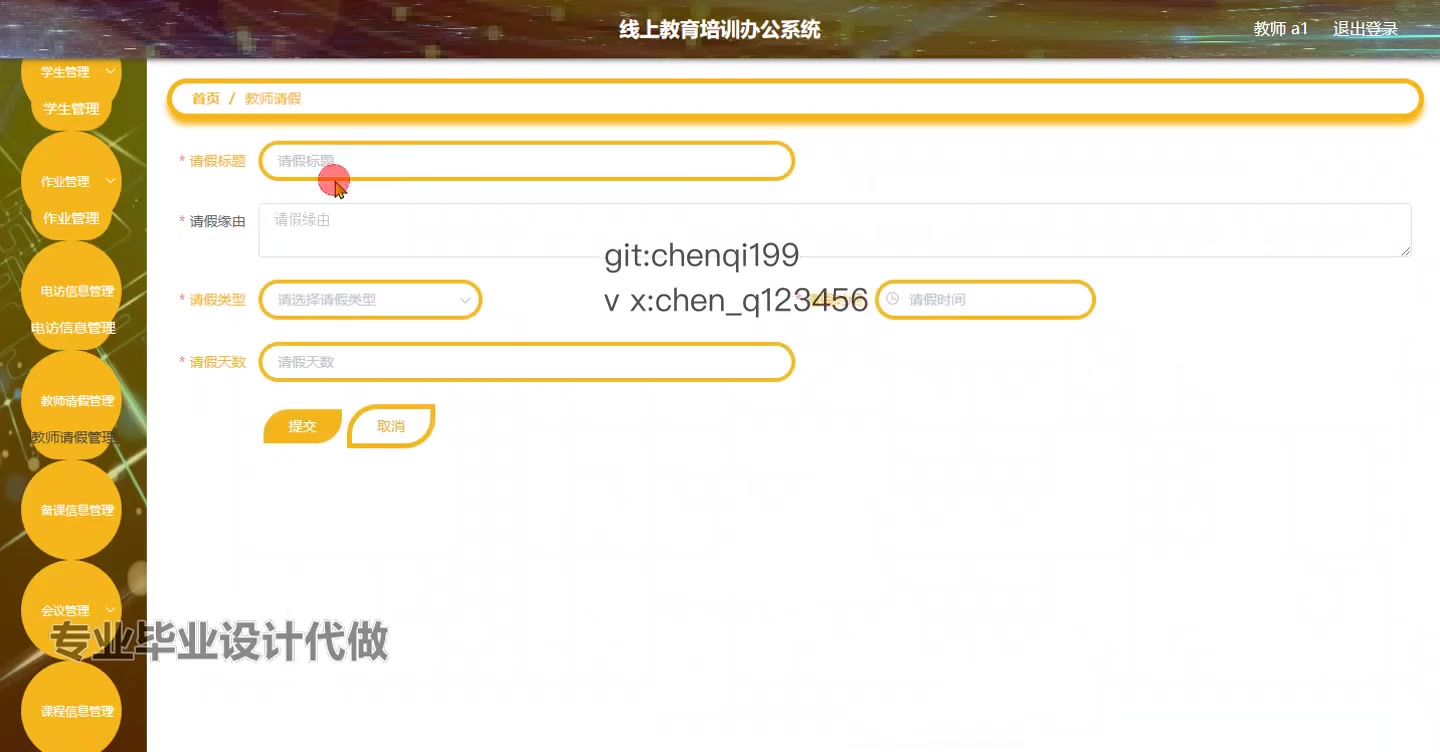 线上教育培训办公系统
教师 a1
退出登录
学生管理
学生管理
作业管理
作业管理
电访信息管理
电访信息管理
教师请假管理
教师请假管理
备课信息管理
会议管理
课程信息管理
首页 / 教师请假
* 请假标题
请假标题
* 请假缘由
请假缘由
* 请假类型
请选择请假类型
请假时间
* 请假天数
请假天数
提交
取消
git:chenqi199
v x:chen_q123456
专业毕业设计代做